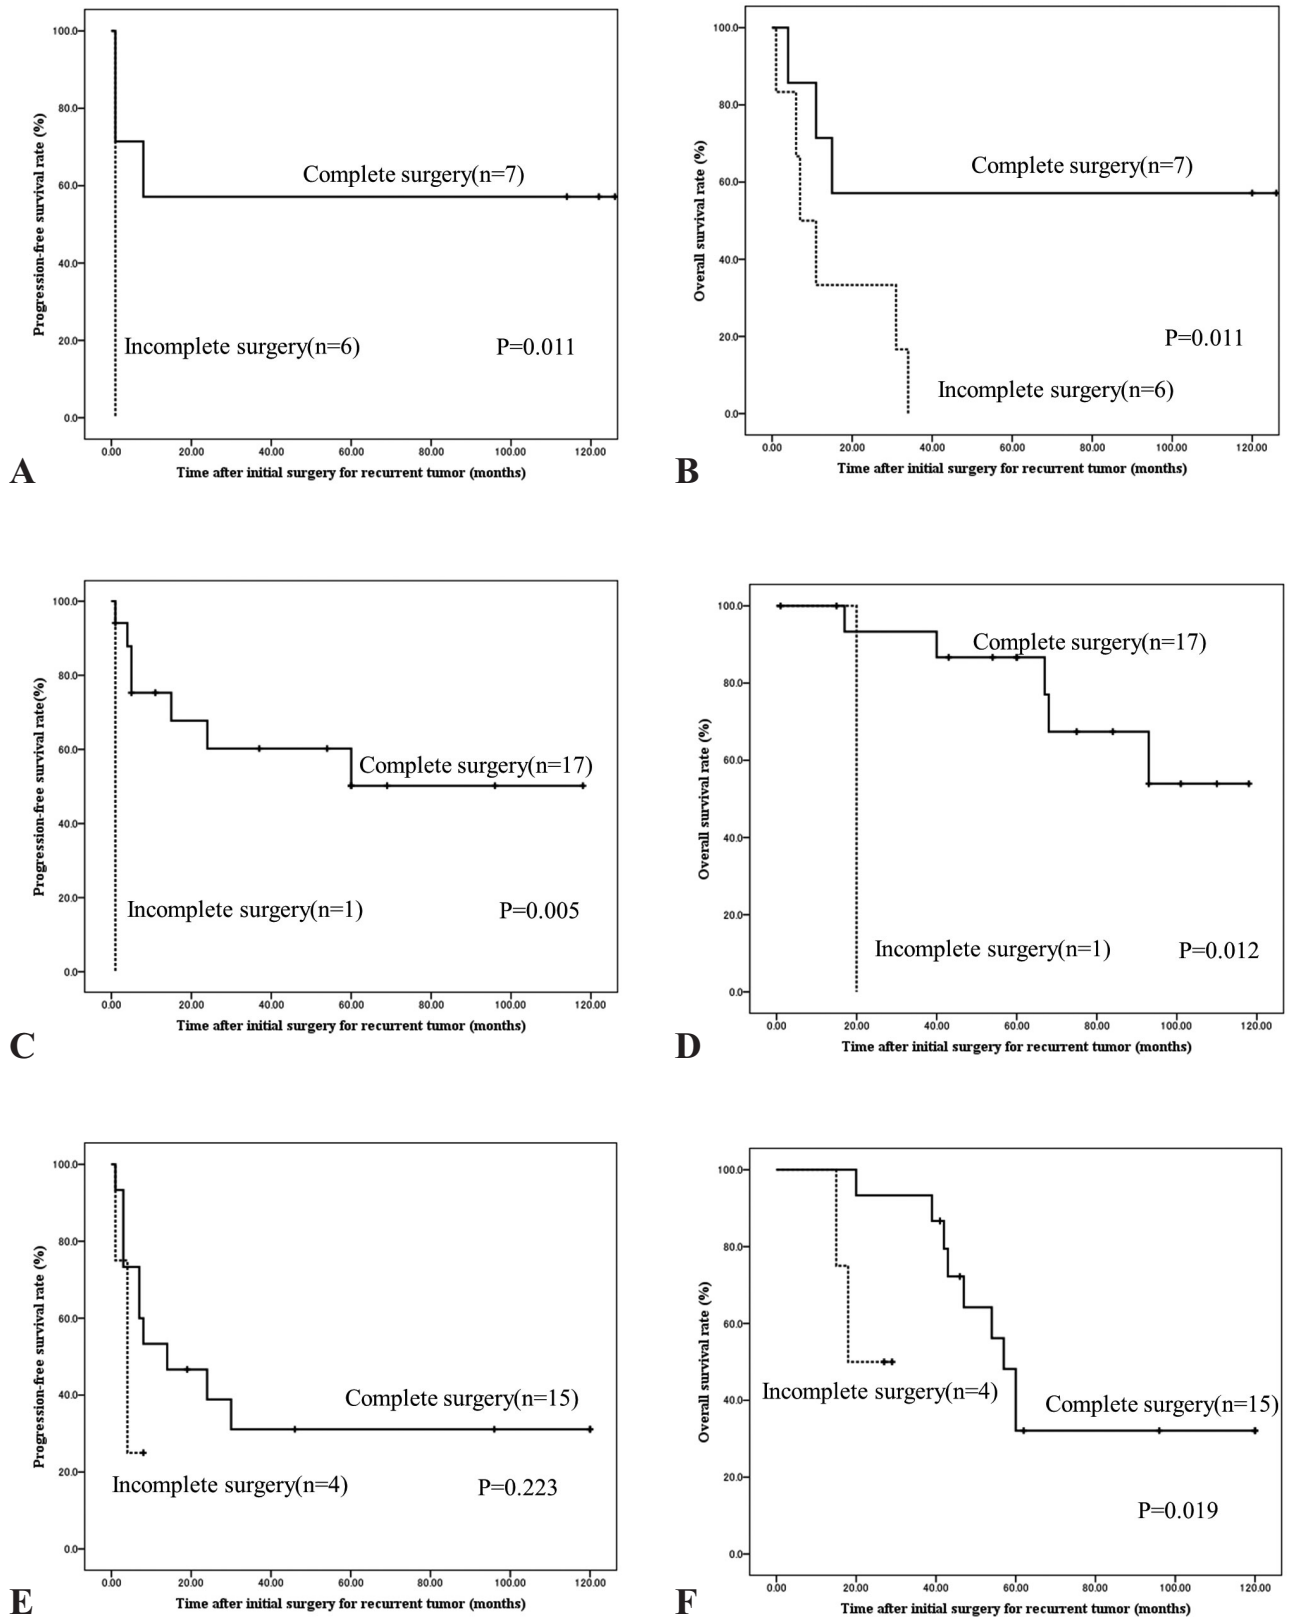 100.0
80.0
60.0
40.0
20.0
0.0
Progression-free survival rate (%)
Complete surgery(n=7)
Incomplete surgery(n=6)
P=0.011
0.00 20.00 40.00 60.00 80.00 100.00 120.00
Time after initial surgery for recurrent tumor (months)
A
100.0
80.0
60.0
40.0
20.0
0.0
Overall survival rate (%)
Complete surgery(n=7)
P=0.011
Incomplete surgery(n=6)
0.00 20.00 40.00 60.00 80.00 100.00 120.00
Time after initial surgery for recurrent tumor (months)
B
100.0
80.0
60.0
40.0
20.0
0.0
Progression-free survival rate(%)
Complete surgery(n=17)
Incomplete surgery(n=1)
P=0.005
0.00 20.00 40.00 60.00 80.00 100.00 120.00
Time after initial surgery for recurrent tumor (months)
C
100.0
80.0
60.0
40.0
20.0
0.0
Overall survival rate (%)
Complete surgery(n=17)
Incomplete surgery(n=1)
P=0.012
0.00 20.00 40.00 60.00 80.00 100.00 120.00
Time after initial surgery for recurrent tumor (months)
D
100.0
80.0
60.0
40.0
20.0
0.0
Progression-free survival rate (%)
Complete surgery(n=15)
Incomplete surgery(n=4)
P=0.223
0.00 20.00 40.00 60.00 80.00 100.00 120.00
Time after initial surgery for recurrent tumor (months)
E
100.0
80.0
60.0
40.0
20.0
0.0
Overall survival rate (%)
Incomplete surgery(n=4)
Complete surgery(n=15)
P=0.019
0.00 20.00 40.00 60.00 80.00 100.00 120.00
Time after initial surgery for recurrent tumor (months)
F